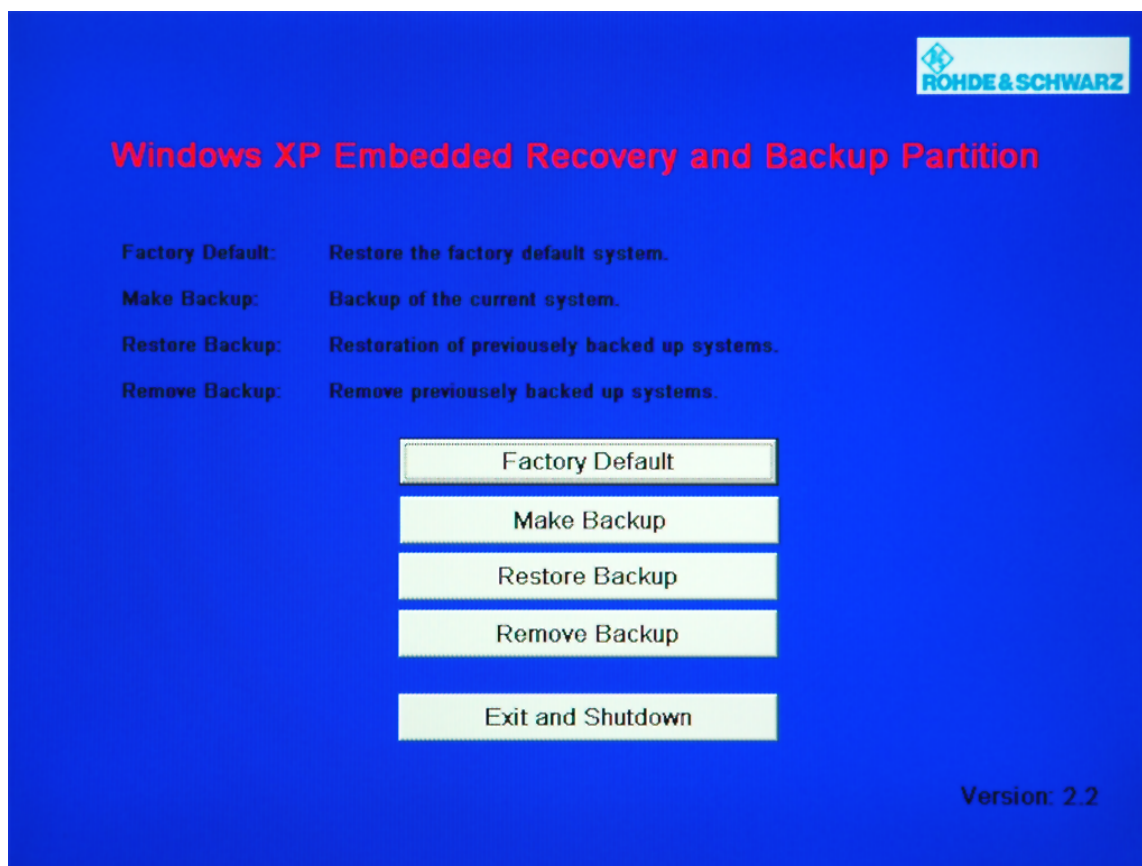 ROHDE & SCHWARZ
Windows XP Embedded Recovery and Backup Partition
Factory Default: Restore the factory default system.
Make Backup: Backup of the current system.
Restore Backup: Restoration of previousely backed up systems.
Remove Backup: Remove previousely backed up systems.
Factory Default
Make Backup
Restore Backup
Remove Backup
Exit and Shutdown
Version: 2.2